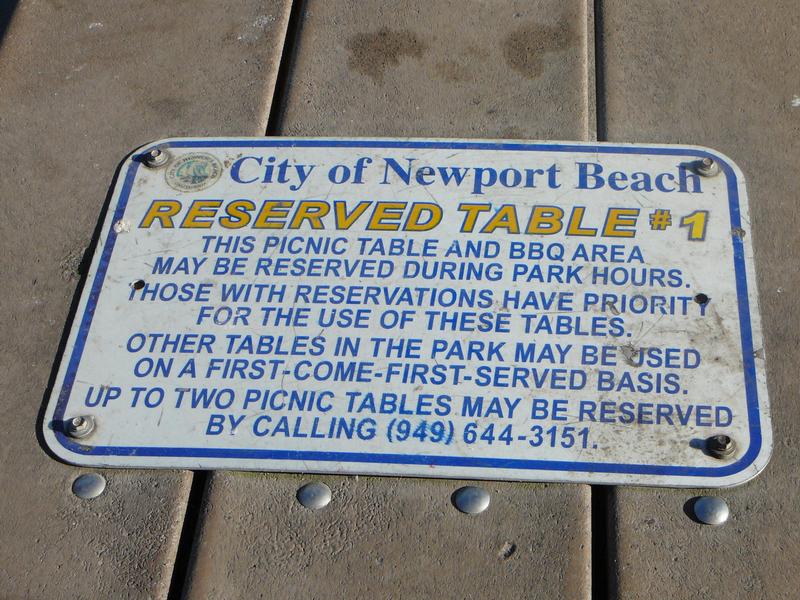 City of Newport Beach
RESERVED TABLE #1
THIS PICNIC TABLE AND BBQ AREA
MAY BE RESERVED DURING PARK HOURS.
THOSE WITH RESERVATIONS HAVE PRIORITY
FOR THE USE OF THESE TABLES.
OTHER TABLES IN THE PARK MAY BE USED
ON A FIRST-COME-FIRST-SERVED BASIS.
UP TO TWO PICNIC TABLES MAY BE RESERVED
BY CALLING (949) 644-3151.